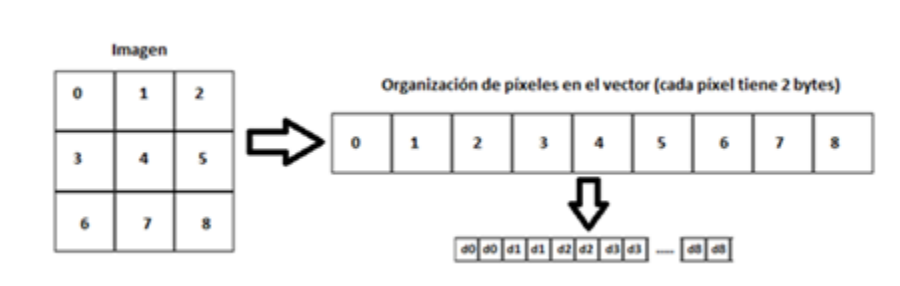 Imagen
Organización de pixeles en el vector (cada pixel tiene 2 bytes)
0 1 2
3 4 5
6 7 8
0 1 2 3 4 5 6 7 8
d0 d0 d1 d1 d2 d2 d3 d3 ..... d8 d8